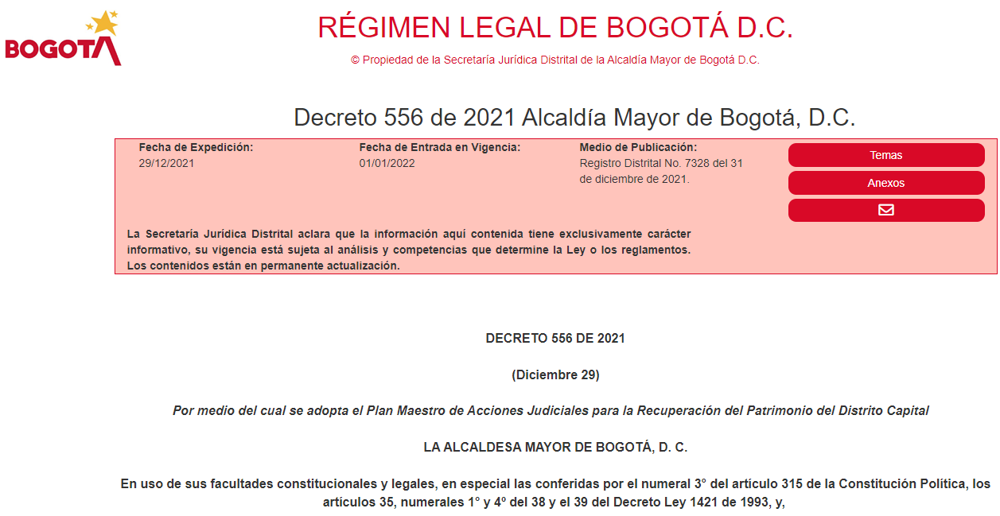 BOGOTÁ
RÉGIMEN LEGAL DE BOGOTÁ D.C.
© Propiedad de la Secretaría Jurídica Distrital de la Alcaldía Mayor de Bogotá D.C.
Decreto 556 de 2021 Alcaldía Mayor de Bogotá, D.C.
Fecha de Expedición:
29/12/2021
Fecha de Entrada en Vigencia:
01/01/2022
Medio de Publicación:
Registro Distrital No. 7328 del 31
de diciembre de 2021.
Temas
Anexos
La Secretaría Jurídica Distrital aclara que la información aquí contenida tiene exclusivamente carácter
informativo, su vigencia está sujeta al análisis y competencias que determine la Ley o los reglamentos.
Los contenidos están en permanente actualización.
DECRETO 556 DE 2021
(Diciembre 29)
Por medio del cual se adopta el Plan Maestro de Acciones Judiciales para la Recuperación del Patrimonio del Distrito Capital
LA ALCALDESA MAYOR DE BOGOTÁ, D. C.
En uso de sus facultades constitucionales y legales, en especial las conferidas por el numeral 3° del artículo 315 de la Constitución Política, los
artículos 35, numerales 1° y 4º del 38 y el 39 del Decreto Ley 1421 de 1993, y,